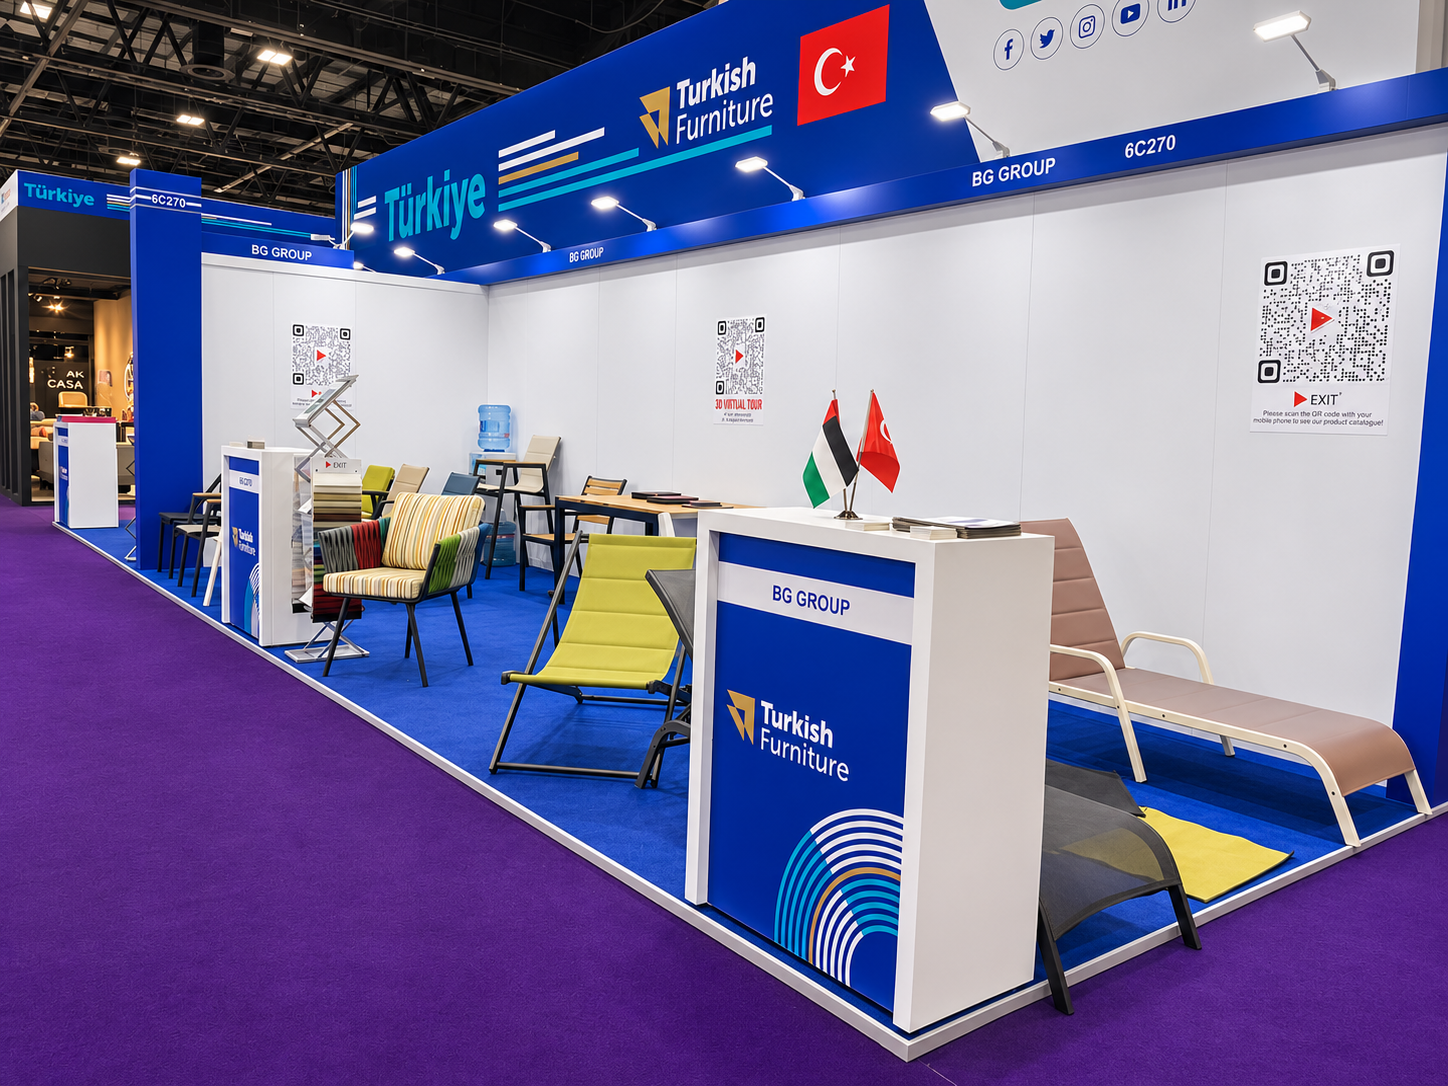 Türkiye
Turkish
Furniture
BG GROUP
6C270
BG GROUP
Türkiye
6C270
BG GROUP
AK
CASA
3D VIRTUAL TOUR
EXIT
Please scan the QR code with your
mobile phone to see our product catalogue!
EXIT
Turkish
Furniture
BG GROUP
Turkish
Furniture